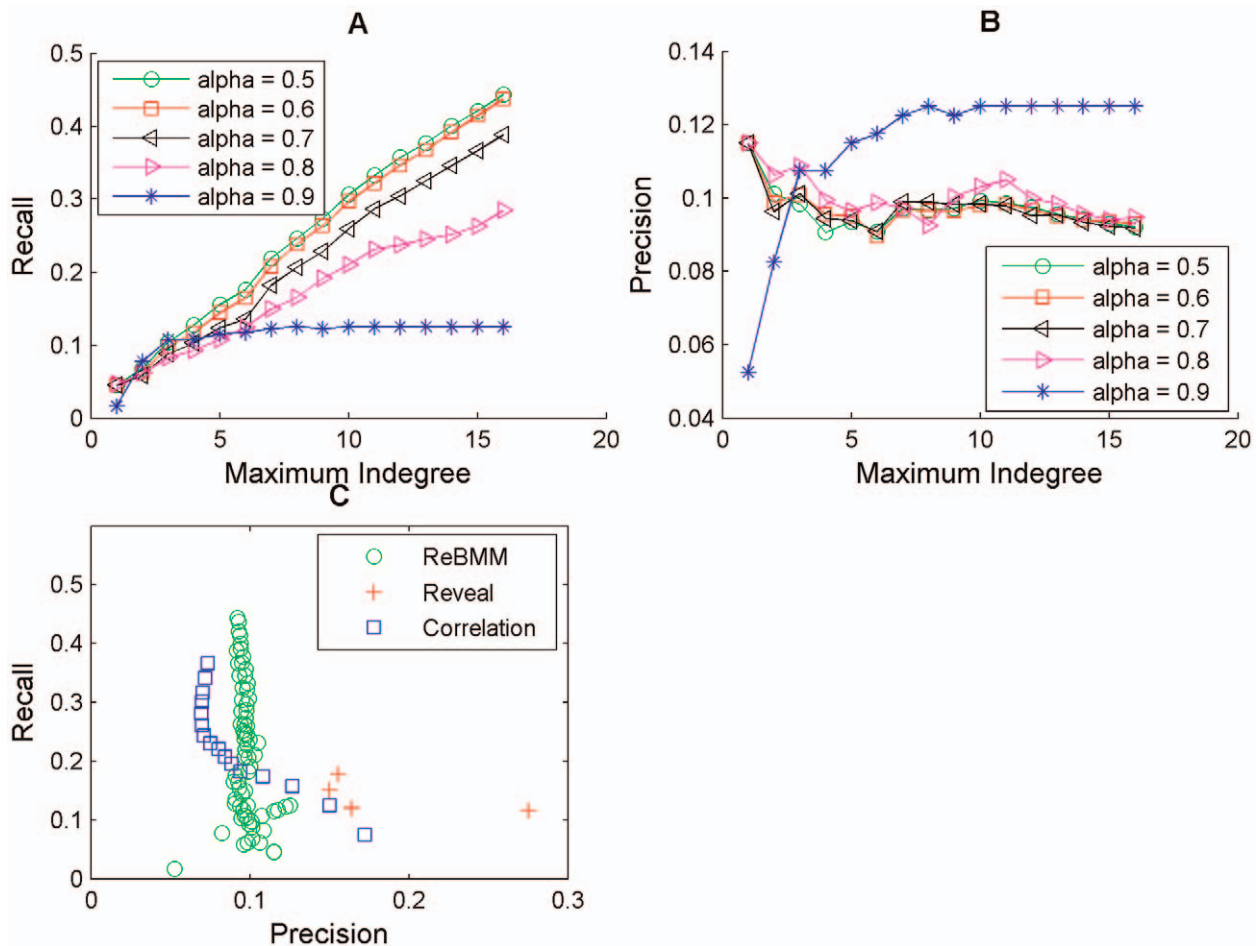 A
Recall
0.5
0.4
0.3
0.2
0.1
0
alpha = 0.5
alpha = 0.6
alpha = 0.7
alpha = 0.8
alpha = 0.9
0 5 10 15 20
Maximum Indegree
B
Precision
0.14
0.12
0.1
0.08
0.06
0.04
alpha = 0.5
alpha = 0.6
alpha = 0.7
alpha = 0.8
alpha = 0.9
0 5 10 15 20
Maximum Indegree
C
Recall
0.5
0.4
0.3
0.2
0.1
0
ReBMM
Reveal
Correlation
0 0.1 0.2 0.3
Precision